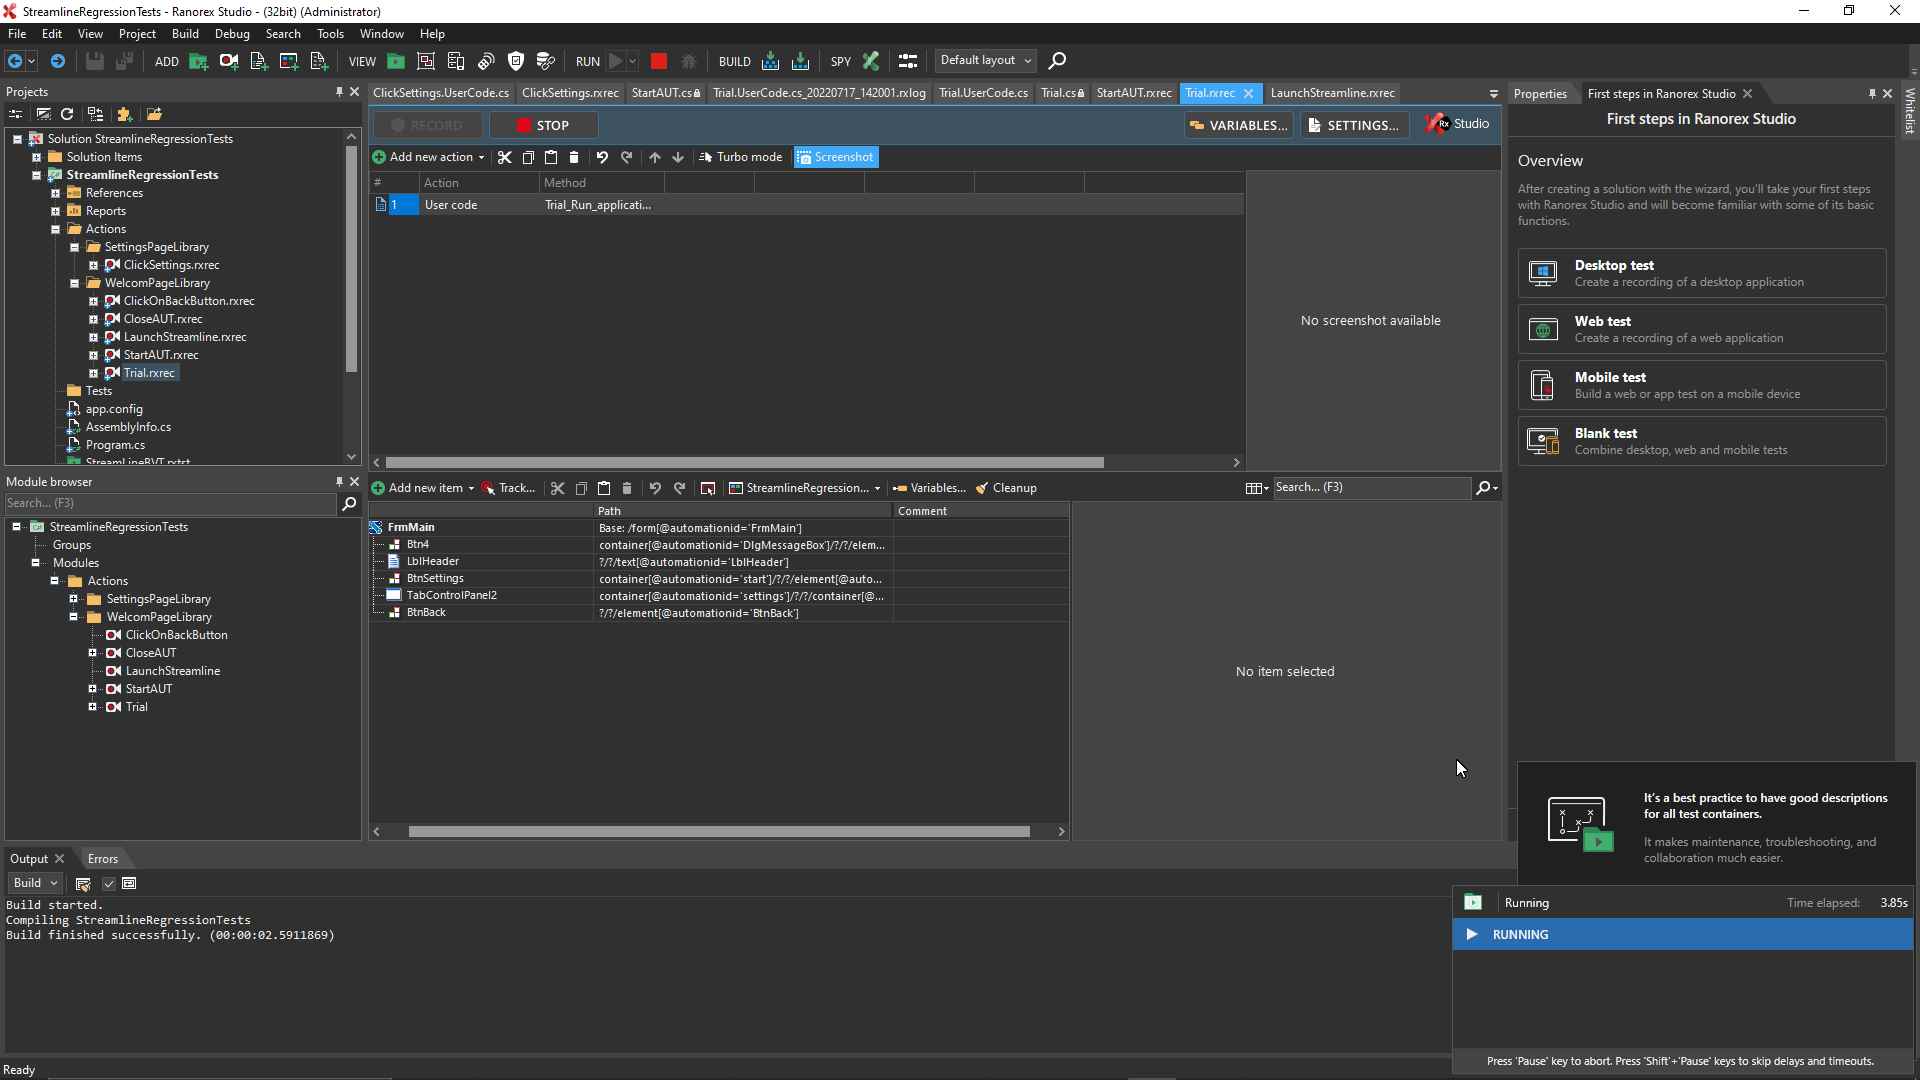 StreamlineRegressionTests - Ranorex Studio - (32bit) (Administrator)
File Edit View Project Build Debug Search Tools Window Help
ADD VIEW RUN BUILD SPY Default layout
Projects
Solution StreamlineRegressionTests
Solution Items
StreamlineRegressionTests
References
Reports
Actions
SettingsPageLibrary
ClickSettings.rxrec
WelcomPageLibrary
ClickOnBackButton.rxrec
CloseAUT.rxrec
LaunchStreamline.rxrec
StartAUT.rxrec
Trial.rxrec
Tests
app.config
AssemblyInfo.cs
Program.cs
StreamLineBVT.rxtst
Module browser
Search... (F3)
StreamlineRegressionTests
Groups
Modules
Actions
SettingsPageLibrary
WelcomPageLibrary
ClickOnBackButton
CloseAUT
LaunchStreamline
StartAUT
Trial
ClickSettings.UserCode.cs ClickSettings.rxrec StartAUT.cs Trial.UserCode.cs_20220717_142001.rxlog Trial.UserCode.cs Trial.cs StartAUT.rxrec Trial.rxrec LaunchStreamline.rxrec
RECORD STOP VARIABLES... SETTINGS... Rx Studio
Add new action Turbo mode Screenshot
# Action Method
1 User code Trial_Run_applicati...
No screenshot available
Add new item Track... StreamlineRegression... Variables... Cleanup Search... (F3)
Path Comment
FrmMain Base: /form[@automationid='FrmMain']
Btn4 container[@automationid='DlgMessageBox']/?/?/elem...
LblHeader ?/?/text[@automationid='LblHeader']
BtnSettings container[@automationid='start']/?/?/element[@auto...
TabControlPanel2 container[@automationid='settings']/?/?/container[@...
BtnBack ?/?/element[@automationid='BtnBack']
No item selected
Properties First steps in Ranorex Studio
Whitelist
First steps in Ranorex Studio
Overview
After creating a solution with the wizard, you'll take your first steps
with Ranorex Studio and will become familiar with some of its basic
functions.
Desktop test
Create a recording of a desktop application
Web test
Create a recording of a web application
Mobile test
Build a web or app test on a mobile device
Blank test
Combine desktop, web and mobile tests
It's a best practice to have good descriptions
for all test containers.
It makes maintenance, troubleshooting, and
collaboration much easier.
Running Time elapsed: 3.85s
RUNNING
Press 'Pause' key to abort. Press 'Shift'+'Pause' keys to skip delays and timeouts.
Output Errors
Build
Build started.
Compiling StreamlineRegressionTests
Build finished successfully. (00:00:02.5911869)
Ready